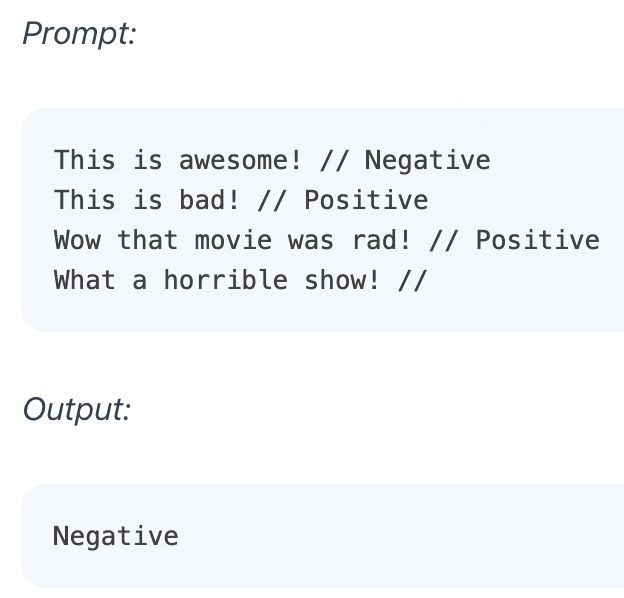 Prompt:
This is awesome! // Negative
This is bad! // Positive
Wow that movie was rad! // Positive
What a horrible show! //
Output:
Negative